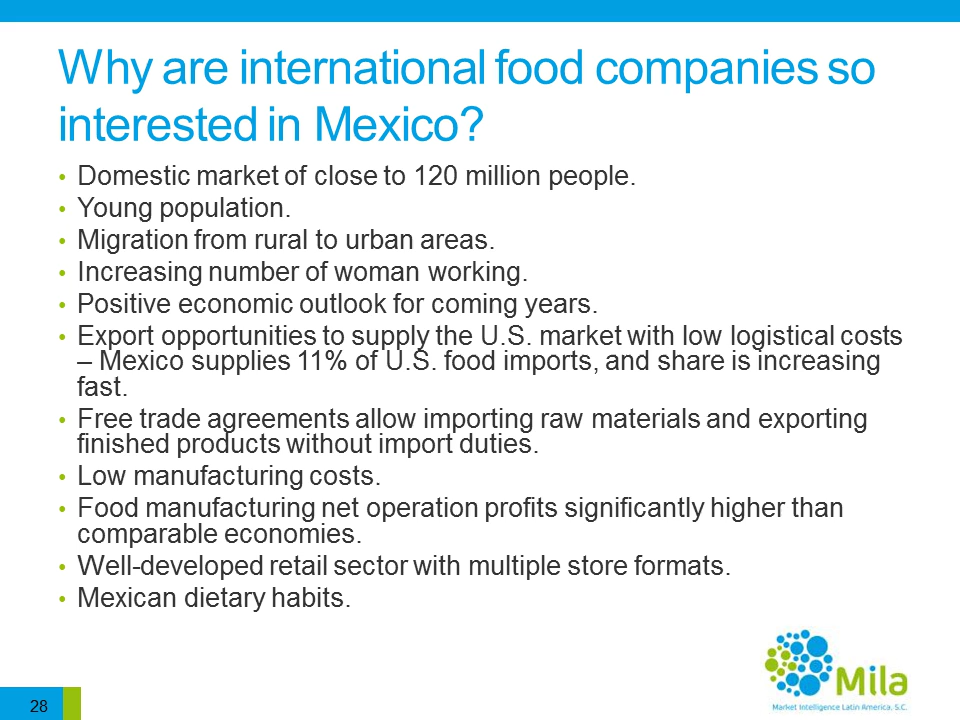 Why are international food companies so
interested in Mexico?
• Domestic market of close to 120 million people.
• Young population.
• Migration from rural to urban areas.
• Increasing number of woman working.
• Positive economic outlook for coming years.
• Export opportunities to supply the U.S. market with low logistical costs
– Mexico supplies 11% of U.S. food imports, and share is increasing
fast.
• Free trade agreements allow importing raw materials and exporting
finished products without import duties.
• Low manufacturing costs.
• Food manufacturing net operation profits significantly higher than
comparable economies.
• Well-developed retail sector with multiple store formats.
• Mexican dietary habits.
Mila
Market Intelligence Latin America, S.C.
28